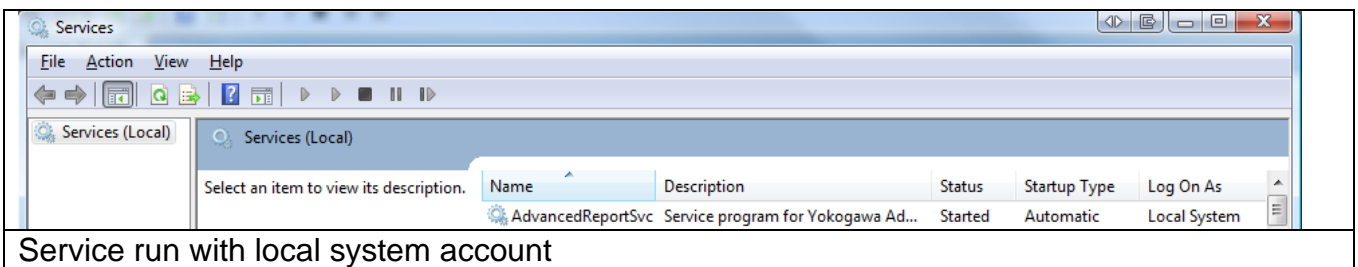 Services
File Action View Help
Services (Local)
Services (Local)
Select an item to view its description.
Name Description Status Startup Type Log On As
AdvancedReportSvc Service program for Yokogawa Ad... Started Automatic Local System
Service run with local system account